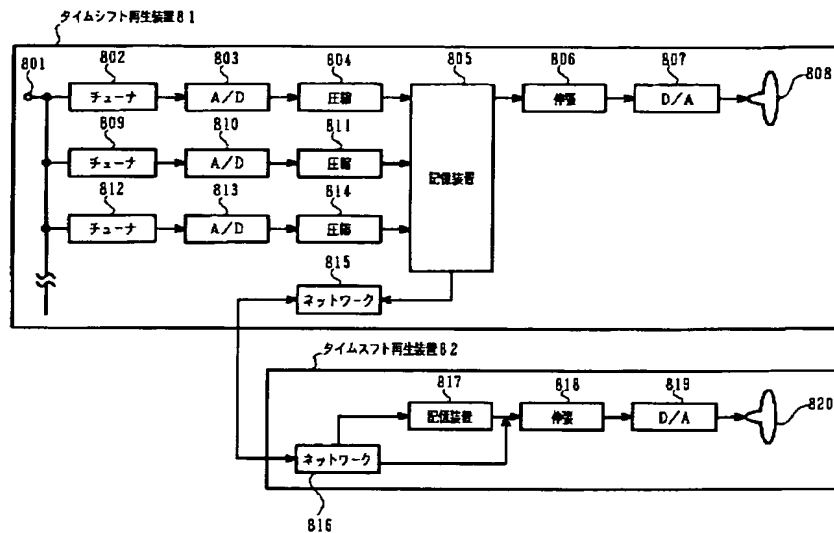 タイムシフト再生装置81
801
802
803
804
805
806
807
808
チューナ
A/D
圧縮
記憶装置
伸張
D/A
809
810
811
チューナ
A/D
圧縮
812
813
814
チューナ
A/D
圧縮
815
ネットワーク
タイムスフト再生装置82
817
818
819
820
記憶装置
伸張
D/A
ネットワーク
816